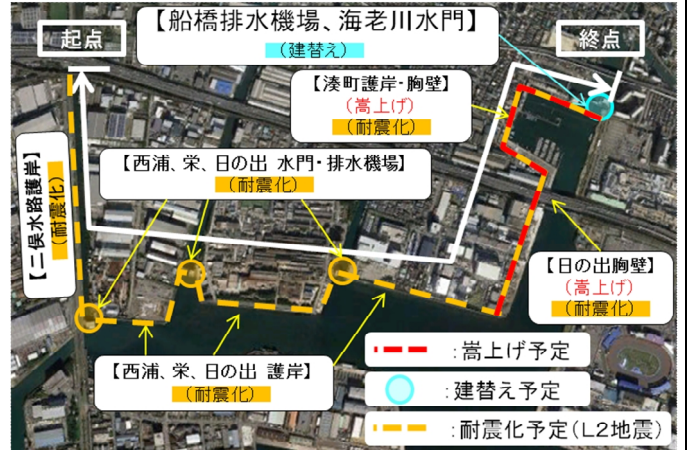 【船橋排水機場、海老川水門】
（建替え）
起点
終点
【湊町護岸・胸壁】
（嵩上げ）
（耐震化）
【西浦、栄、日の出 水門・排水機場】
（耐震化）
【二俣水路護岸】
（耐震化）
【日の出胸壁】
（嵩上げ）
（耐震化）
【西浦、栄、日の出 護岸】
（耐震化）
：嵩上げ予定
：建替え予定
：耐震化予定（L2地震）